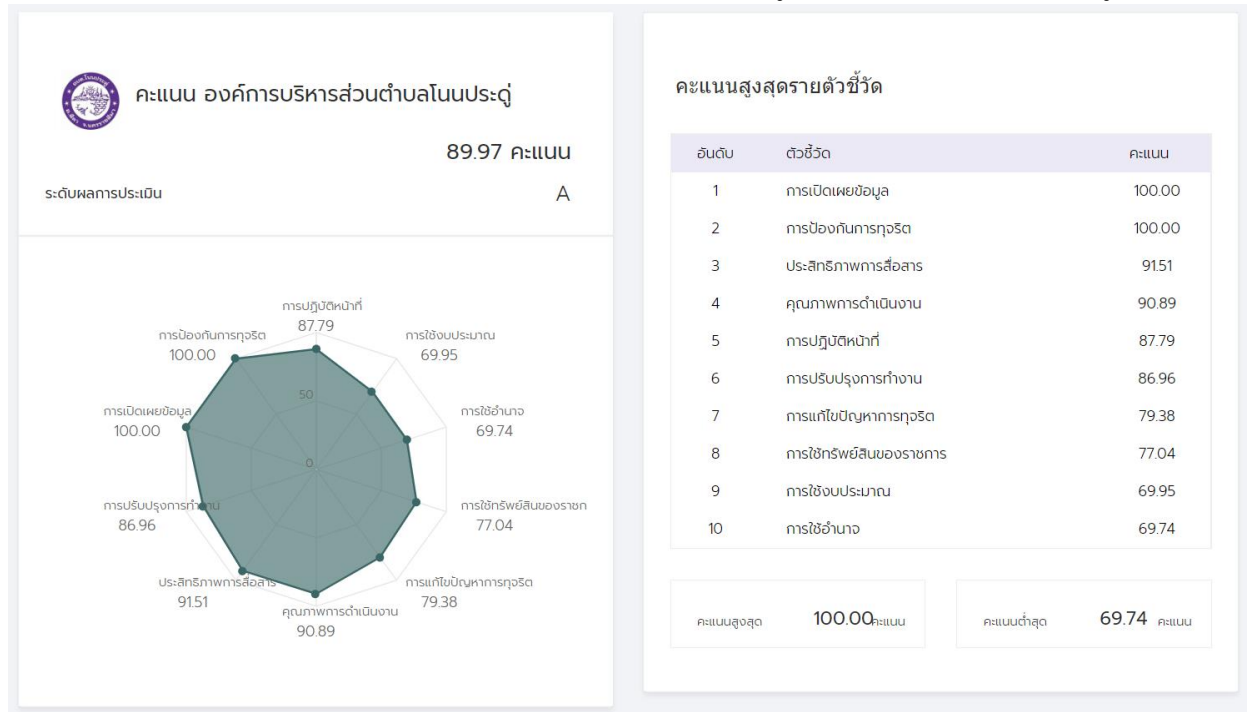 คะแนน องค์การบริหารส่วนตำบลโนนประดู่
89.97 คะแนน
ระดับผลการประเมิน A
การปฏิบัติหน้าที่
87.79
การป้องกันการทุจริต
100.00
การใช้งบประมาณ
69.95
50
การเปิดเผยข้อมูล
100.00
การใช้อำนาจ
69.74
0
การปรับปรุงการทำงาน
86.96
การใช้ทรัพย์สินของราชก
77.04
ประสิทธิภาพการสื่อสาร
91.51
การแก้ไขปัญหาการทุจริต
79.38
คุณภาพการดำเนินงาน
90.89
คะแนนสูงสุดรายตัวชี้วัด
อันดับ ตัวชี้วัด คะแนน
1 การเปิดเผยข้อมูล 100.00
2 การป้องกันการทุจริต 100.00
3 ประสิทธิภาพการสื่อสาร 91.51
4 คุณภาพการดำเนินงาน 90.89
5 การปฏิบัติหน้าที่ 87.79
6 การปรับปรุงการทำงาน 86.96
7 การแก้ไขปัญหาการทุจริต 79.38
8 การใช้ทรัพย์สินของราชการ 77.04
9 การใช้งบประมาณ 69.95
10 การใช้อำนาจ 69.74
คะแนนสูงสุด 100.00 คะแนน
คะแนนต่ำสุด 69.74 คะแนน